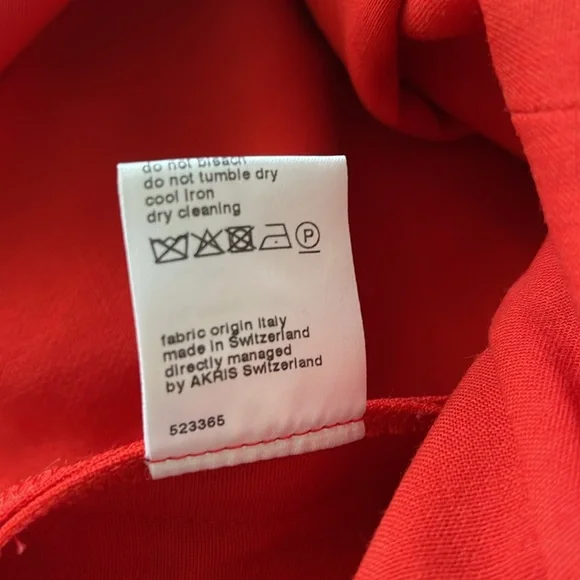 do not bleach
do not tumble dry
cool iron
dry cleaning
P
fabric origin Italy
made in Switzerland
directly managed
by AKRIS Switzerland
523365